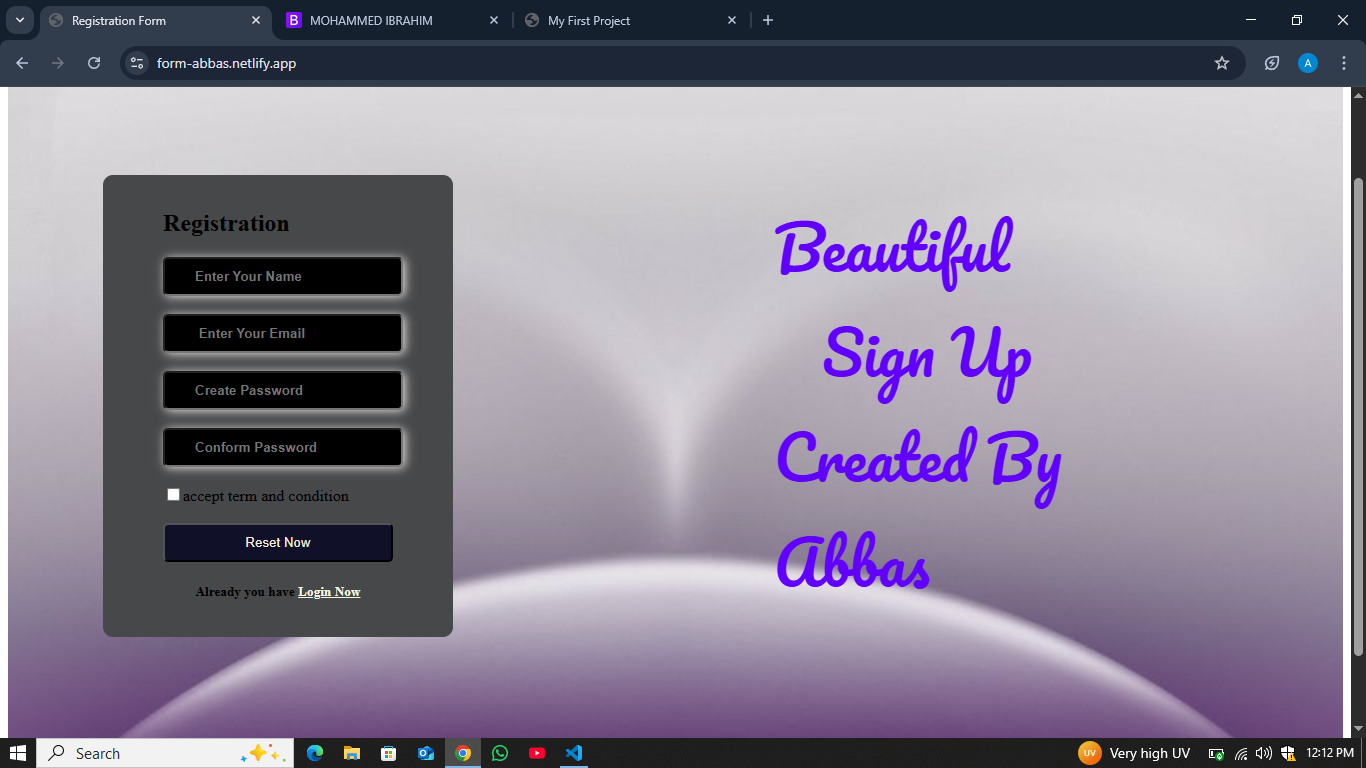 Registration Form
B MOHAMMED IBRAHIM
My First Project
form-abbas.netlify.app
A
Registration
Enter Your Name
Enter Your Email
Create Password
Conform Password
accept term and condition
Reset Now
Already you have Login Now
Beautiful
Sign Up
Created By
Abbas
Search
UV
Very high UV
12:12 PM